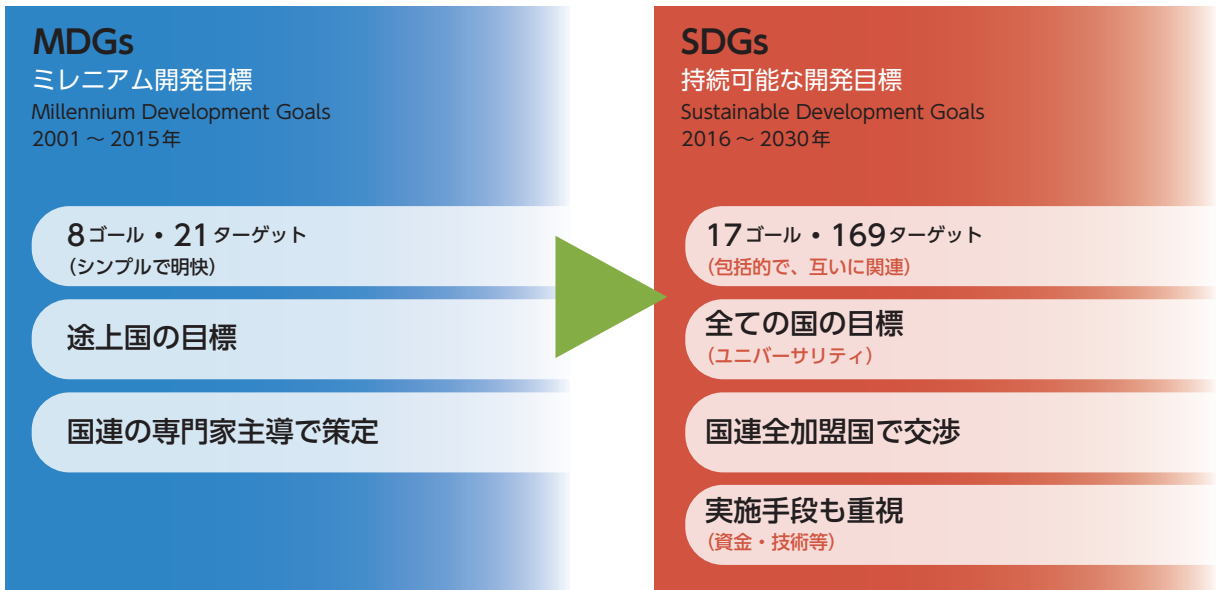 MDGs
ミレニアム開発目標
Millennium Development Goals
2001～2015年
8ゴール・21ターゲット
(シンプルで明快)
途上国の目標
国連の専門家主導で策定
SDGs
持続可能な開発目標
Sustainable Development Goals
2016～2030年
17ゴール・169ターゲット
(包括的で、互いに関連)
全ての国の目標
(ユニバーサリティ)
国連全加盟国で交渉
実施手段も重視
(資金・技術等)